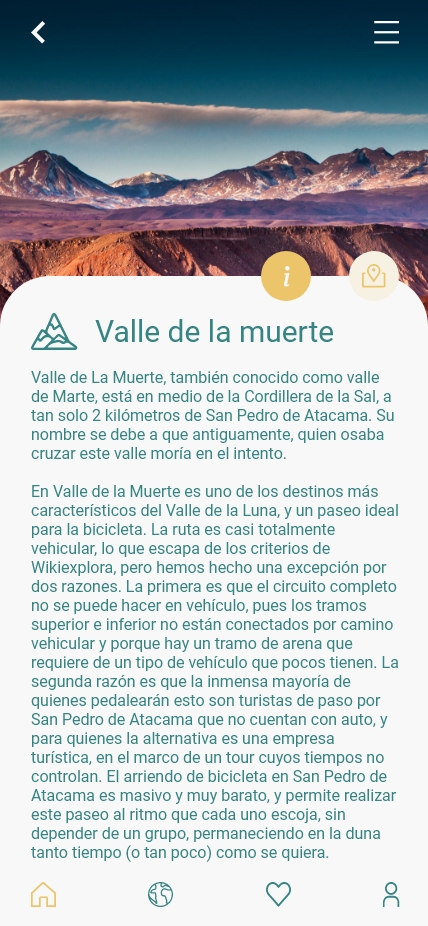 i
Valle de la muerte
Valle de La Muerte, también conocido como valle
de Marte, está en medio de la Cordillera de la Sal, a
tan solo 2 kilómetros de San Pedro de Atacama. Su
nombre se debe a que antiguamente, quien osaba
cruzar este valle moría en el intento.
En Valle de la Muerte es uno de los destinos más
característicos del Valle de la Luna, y un paseo ideal
para la bicicleta. La ruta es casi totalmente
vehicular, lo que escapa de los criterios de
Wikiexplora, pero hemos hecho una excepción por
dos razones. La primera es que el circuito completo
no se puede hacer en vehículo, pues los tramos
superior e inferior no están conectados por camino
vehicular y porque hay un tramo de arena que
requiere de un tipo de vehículo que pocos tienen. La
segunda razón es que la inmensa mayoría de
quienes pedalearán esto son turistas de paso por
San Pedro de Atacama que no cuentan con auto, y
para quienes la alternativa es una empresa
turística, en el marco de un tour cuyos tiempos no
controlan. El arriendo de bicicleta en San Pedro de
Atacama es masivo y muy barato, y permite realizar
este paseo al ritmo que cada uno escoja, sin
depender de un grupo, permaneciendo en la duna
tanto tiempo (o tan poco) como se quiera.